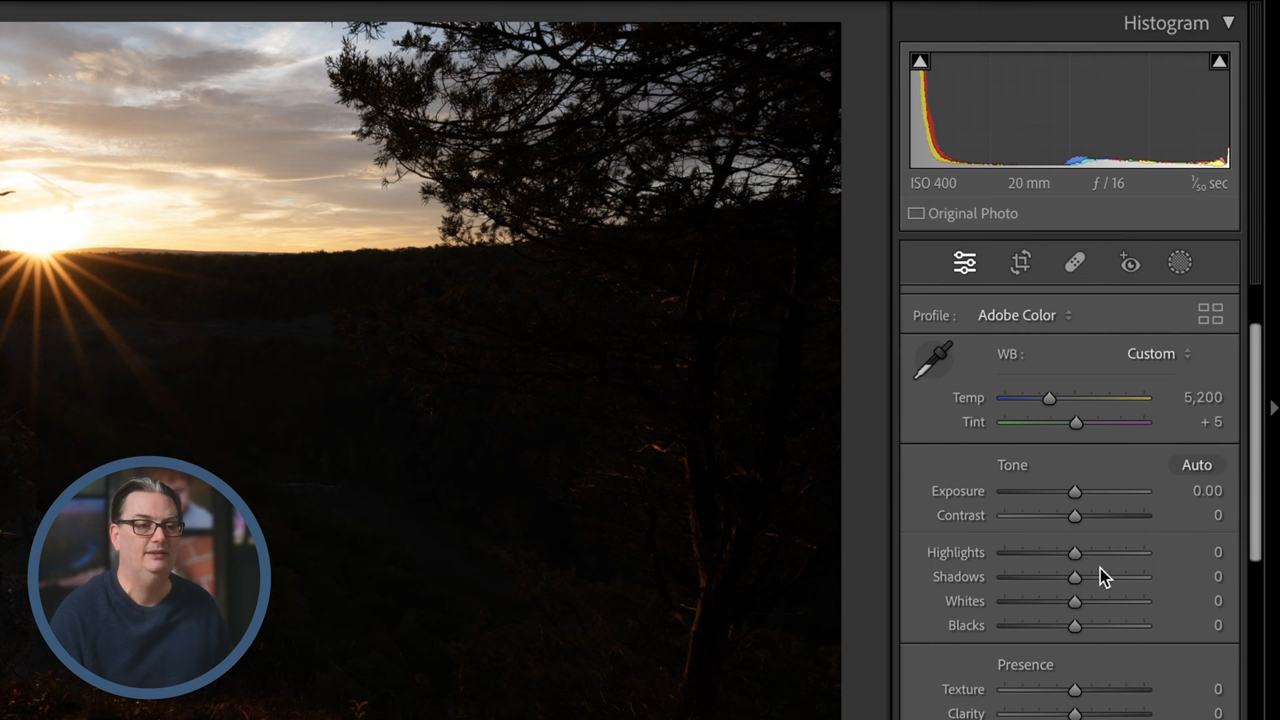 Histogram
ISO 400 20 mm ƒ / 16 1/50 sec
Original Photo
Profile : Adobe Color
WB : Custom
Temp 5,200
Tint + 5
Tone Auto
Exposure 0.00
Contrast 0
Highlights 0
Shadows 0
Whites 0
Blacks 0
Presence
Texture 0
Clarity 0